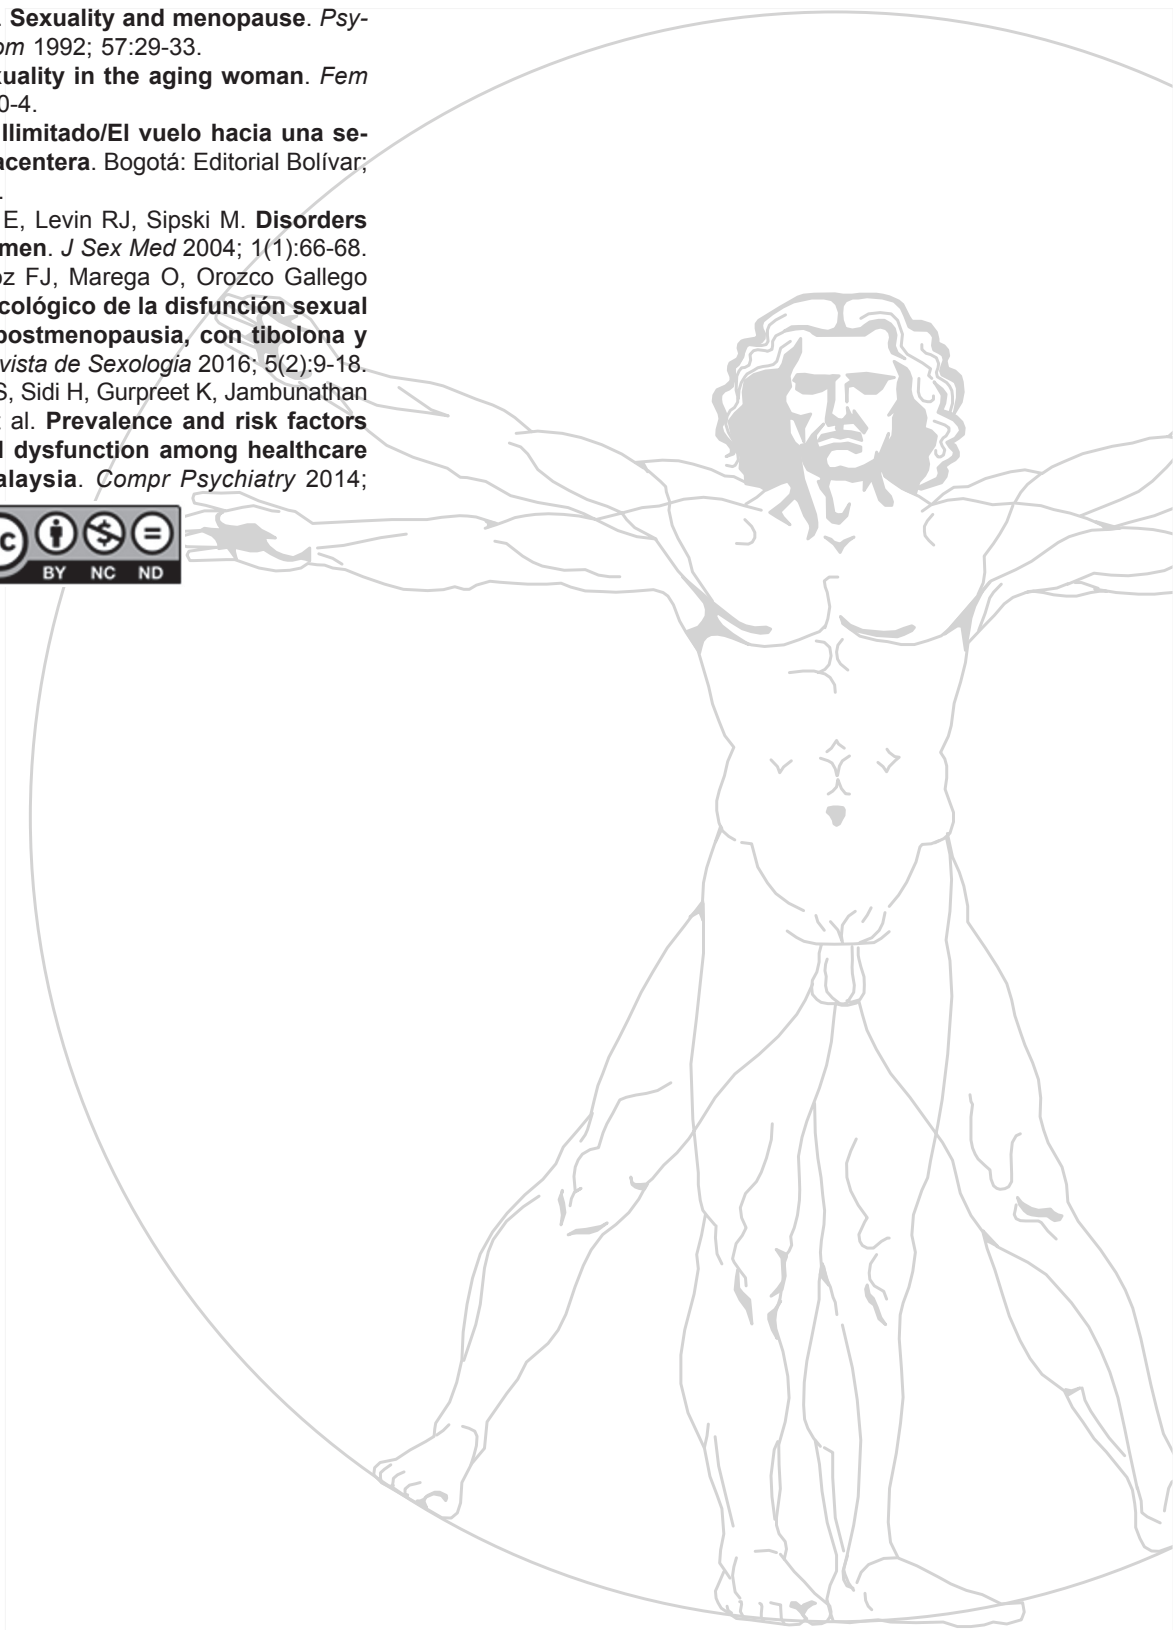 . Sexuality and menopause. Psy-
om 1992; 57:29-33.
xuality in the aging woman. Fem
0-4.
Ilimitado/El vuelo hacia una se-
acentera. Bogotá: Editorial Bolívar;
.
E, Levin RJ, Sipski M. Disorders
men. J Sex Med 2004; 1(1):66-68.
oz FJ, Marega O, Orozco Gallego
cológico de la disfunción sexual
postmenopausia, con tibolona y
vista de Sexología 2016; 5(2):9-18.
S, Sidi H, Gurpreet K, Jambunathan
t al. Prevalence and risk factors
l dysfunction among healthcare
alaysia. Compr Psychiatry 2014;
c
BY NC ND